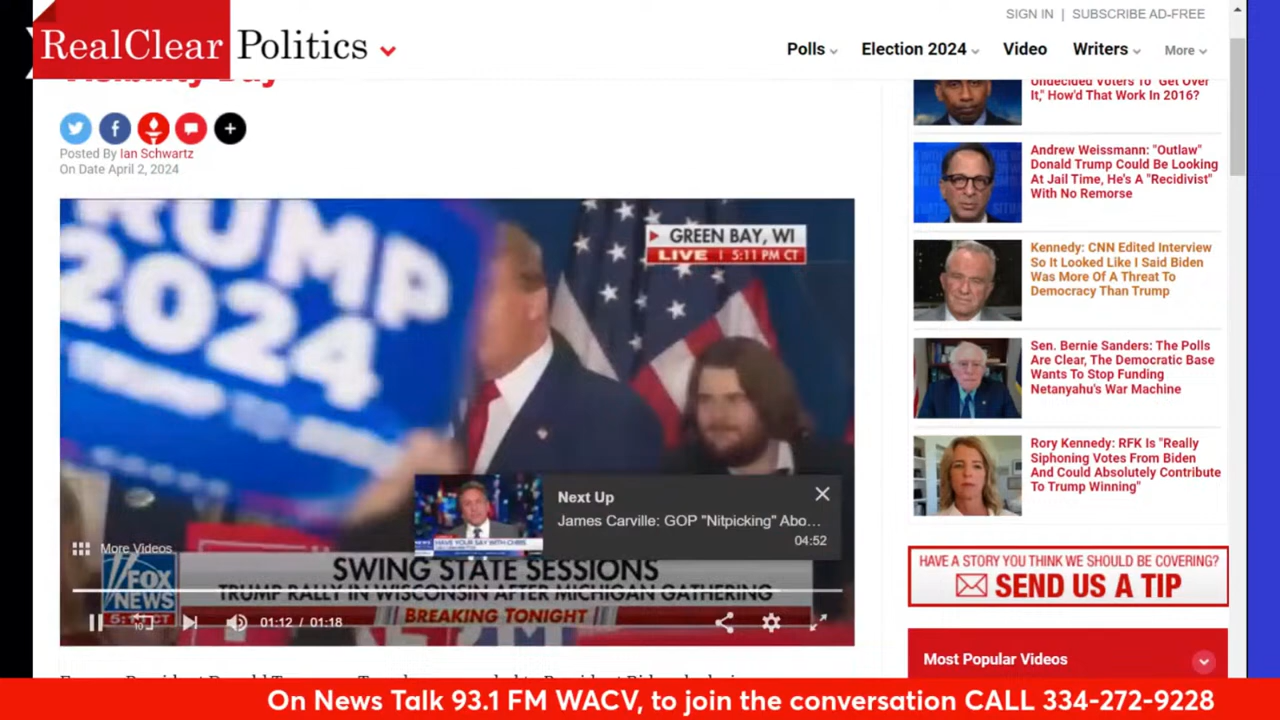 RealClear Politics
SIGN IN | SUBSCRIBE AD-FREE
Polls Election 2024 Video Writers More
Posted By Ian Schwartz
On Date April 2, 2024
TRUMP
2024
GREEN BAY, WI
LIVE | 5:11 PM CT
Next Up
James Carville: GOP "Nitpicking" Abo...
04:52
HAVE YOUR SAY WITH CHRIS
More Videos
FOX
NEWS
SWING STATE SESSIONS
TRUMP RALLY IN WISCONSIN AFTER MICHIGAN GATHERING
BREAKING TONIGHT
10
01:12 / 01:18
Undecided Voters To "Get Over
It," How'd That Work In 2016?
Andrew Weissmann: "Outlaw"
Donald Trump Could Be Looking
At Jail Time, He's A "Recidivist"
With No Remorse
Kennedy: CNN Edited Interview
So It Looked Like I Said Biden
Was More Of A Threat To
Democracy Than Trump
Sen. Bernie Sanders: The Polls
Are Clear, The Democratic Base
Wants To Stop Funding
Netanyahu's War Machine
Rory Kennedy: RFK Is "Really
Siphoning Votes From Biden
And Could Absolutely Contribute
To Trump Winning"
HAVE A STORY YOU THINK WE SHOULD BE COVERING?
SEND US A TIP
Most Popular Videos
On News Talk 93.1 FM WACV, to join the conversation CALL 334-272-9228